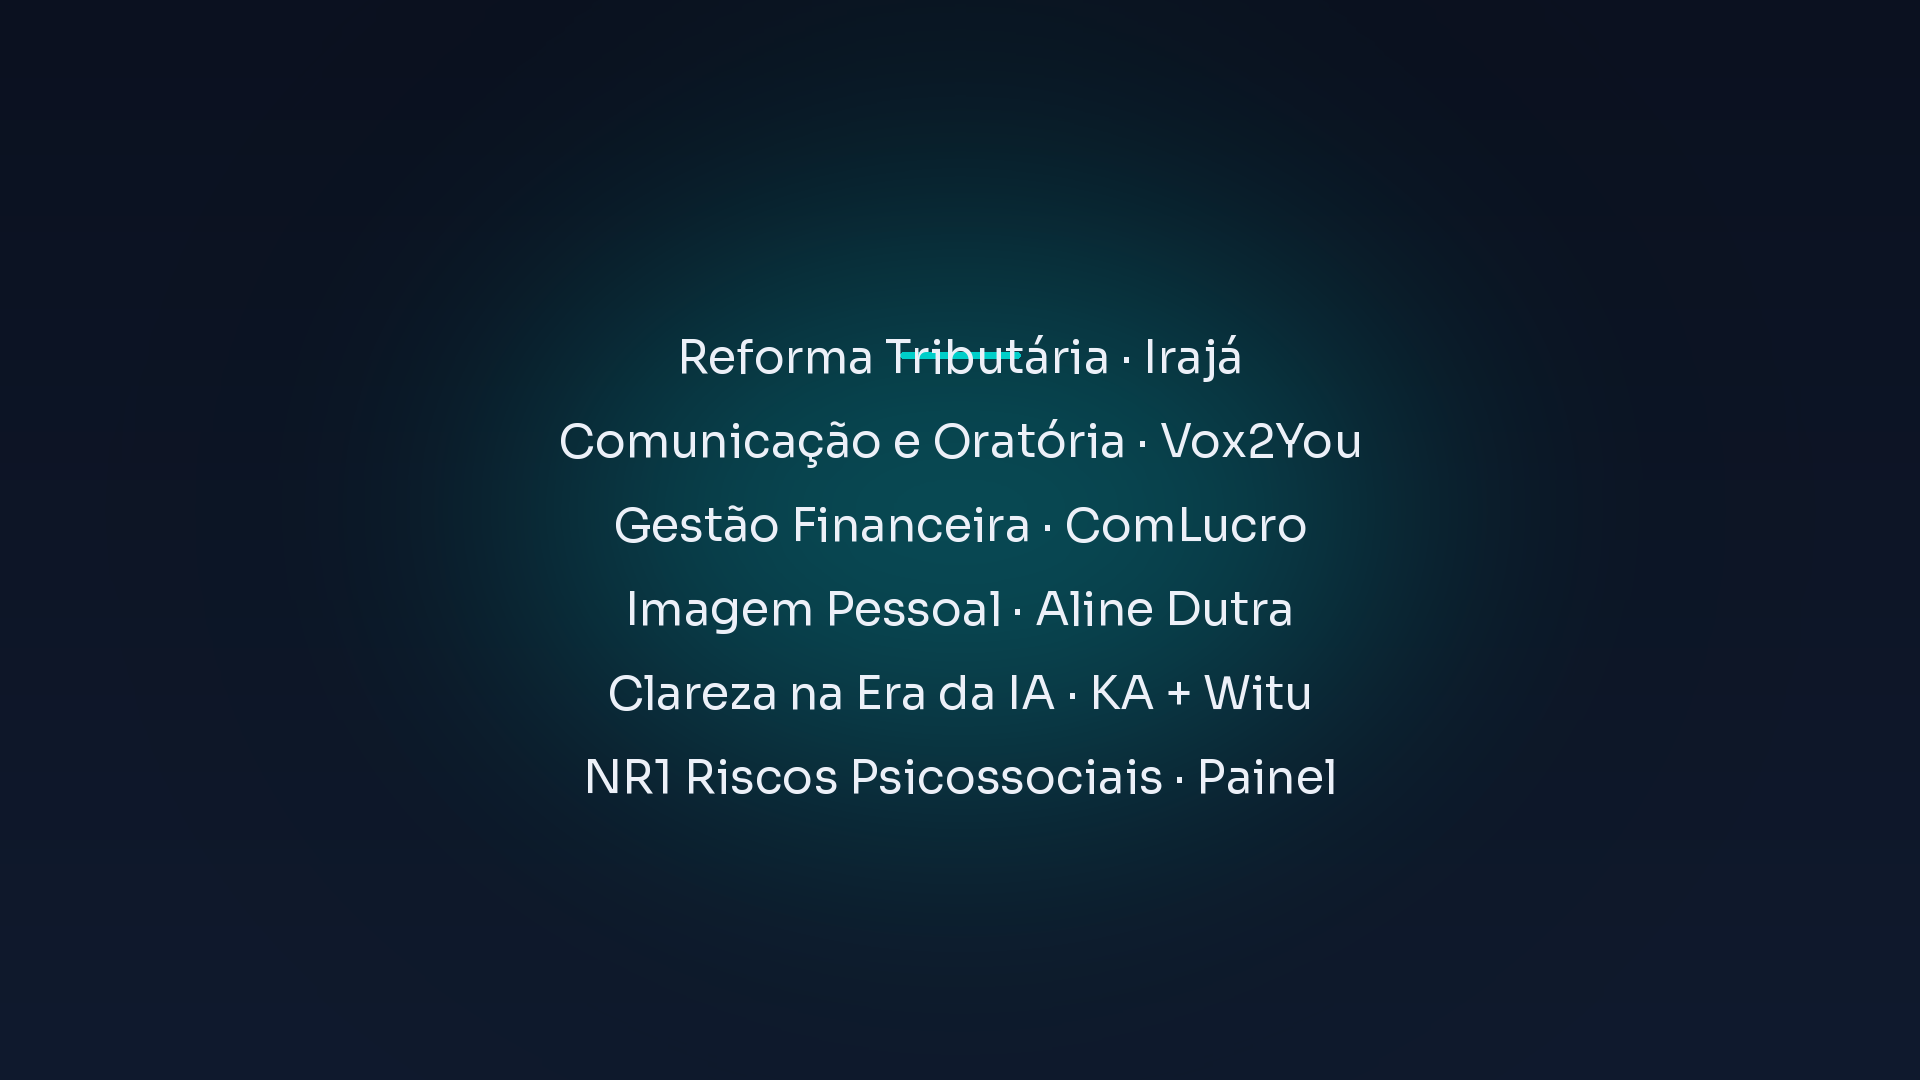 Reforma Tributária · Irajá
Comunicação e Oratória · Vox2You
Gestão Financeira · ComLucro
Imagem Pessoal · Aline Dutra
Clareza na Era da IA · KA + Witu
NR1 Riscos Psicossociais · Painel